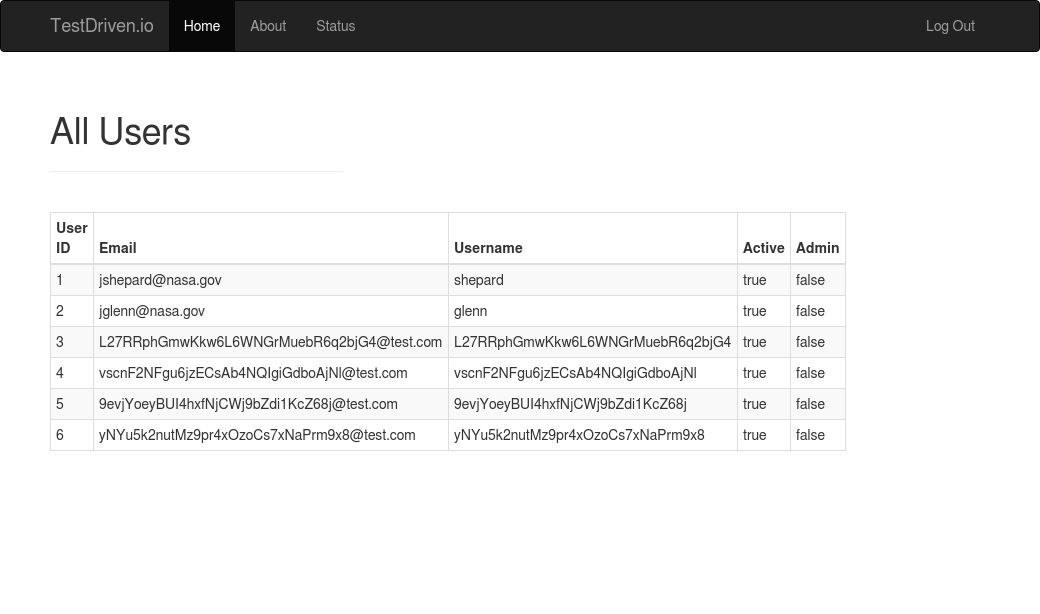 TestDriven.io Home About Status Log Out
All Users
User ID Email Username Active Admin
1 jshepard@nasa.gov shepard true false
2 jglenn@nasa.gov glenn true false
3 L27RRphGmwKkw6L6WNGrMuebR6q2bjG4@test.com L27RRphGmwKkw6L6WNGrMuebR6q2bjG4 true false
4 vscnF2NFgu6jzECsAb4NQIgiGdboAjNl@test.com vscnF2NFgu6jzECsAb4NQIgiGdboAjNl true false
5 9evjYoeyBUI4hxfNjCWj9bZdi1KcZ68j@test.com 9evjYoeyBUI4hxfNjCWj9bZdi1KcZ68j true false
6 yNYu5k2nutMz9pr4xOzoCs7xNaPrm9x8@test.com yNYu5k2nutMz9pr4xOzoCs7xNaPrm9x8 true false